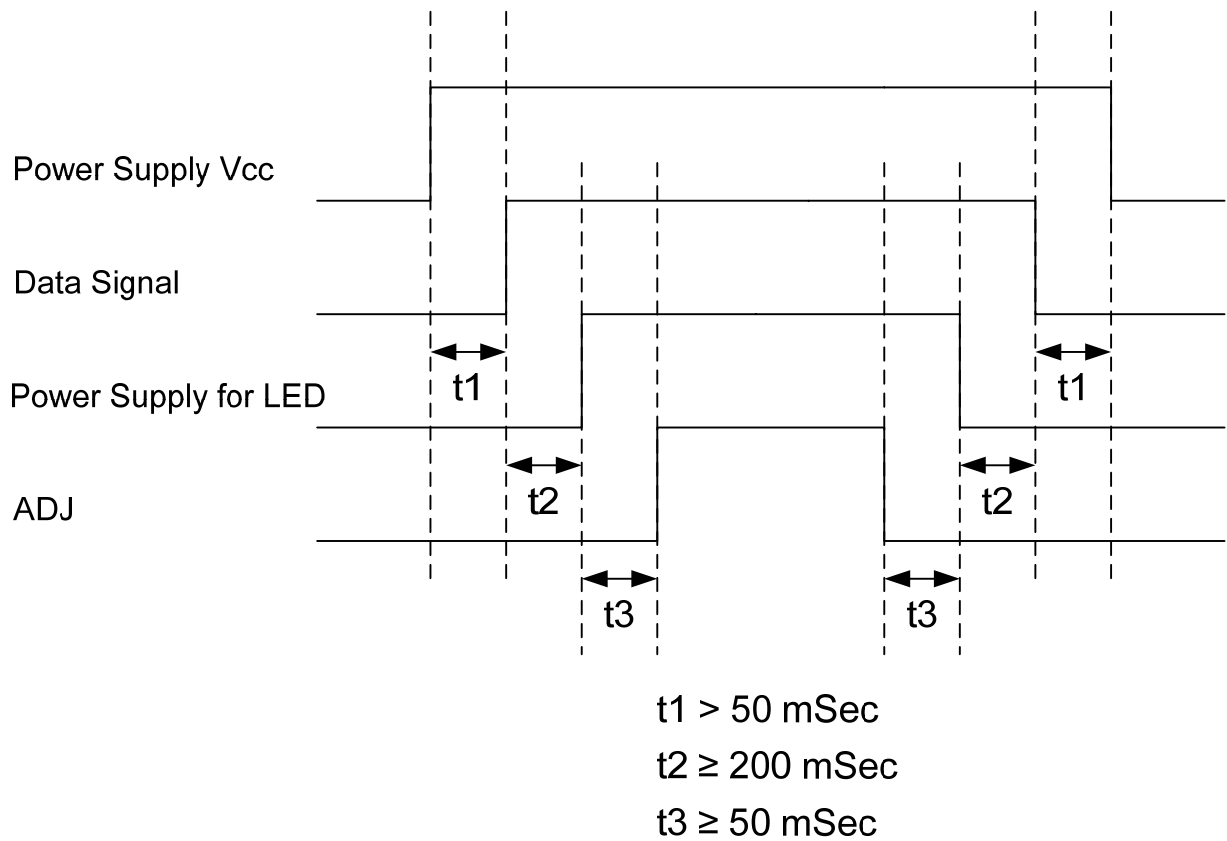 Power Supply Vcc
Data Signal
t1
t1
Power Supply for LED
t2
t2
ADJ
t3
t3
t1 > 50 mSec
t2 ≥ 200 mSec
t3 ≥ 50 mSec